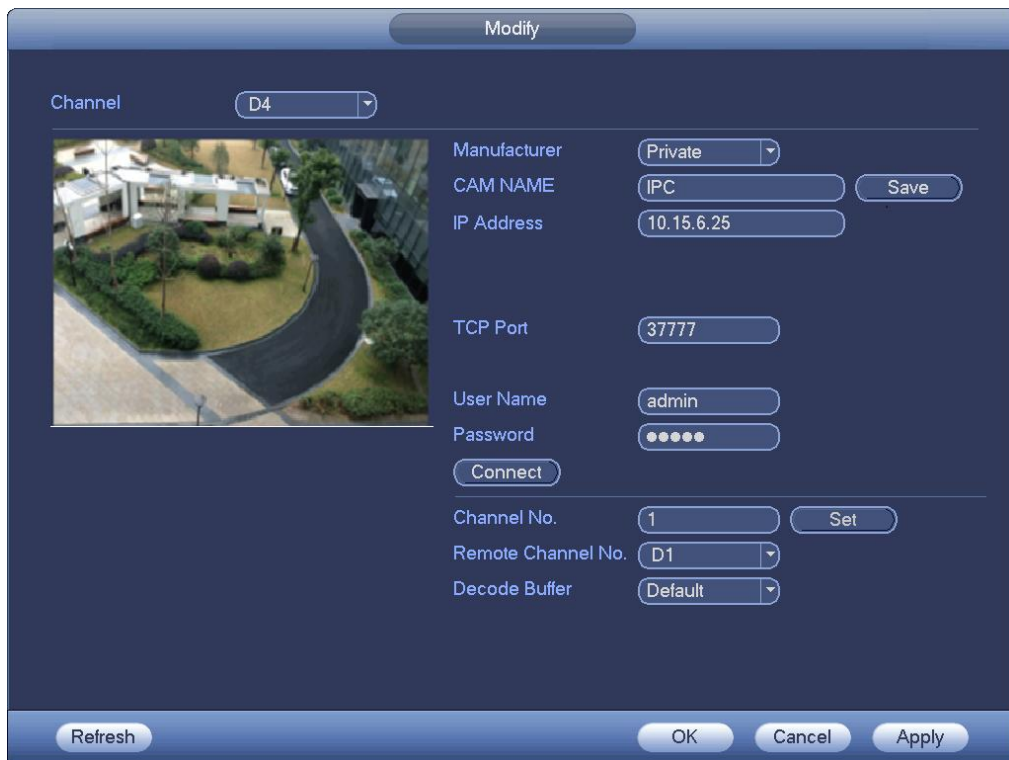 Modify
Channel D4
Manufacturer Private
CAM NAME IPC Save
IP Address 10.15.6.25
TCP Port 37777
User Name admin
Password ●●●●●
Connect
Channel No. 1 Set
Remote Channel No. D1
Decode Buffer Default
Refresh OK Cancel Apply